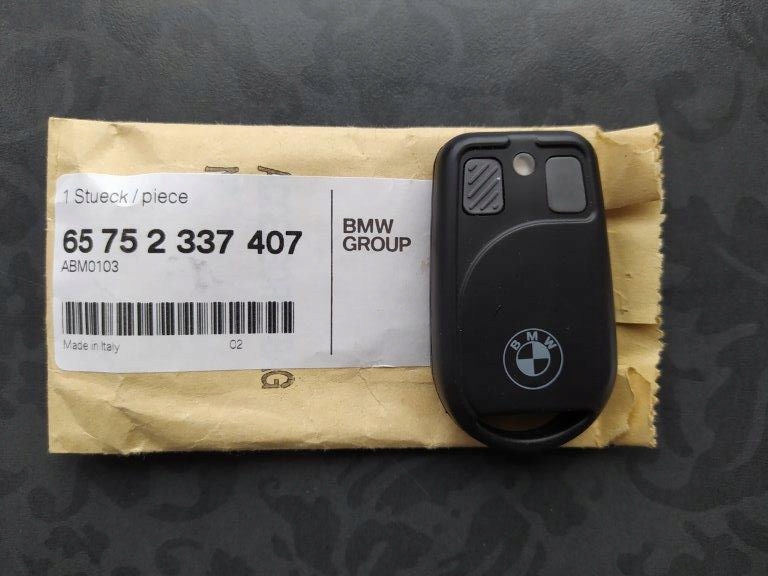 1 Stueck / piece
65 75 2 337 407
ABM0103
Made in Italy 02
BMW
GROUP
BMW